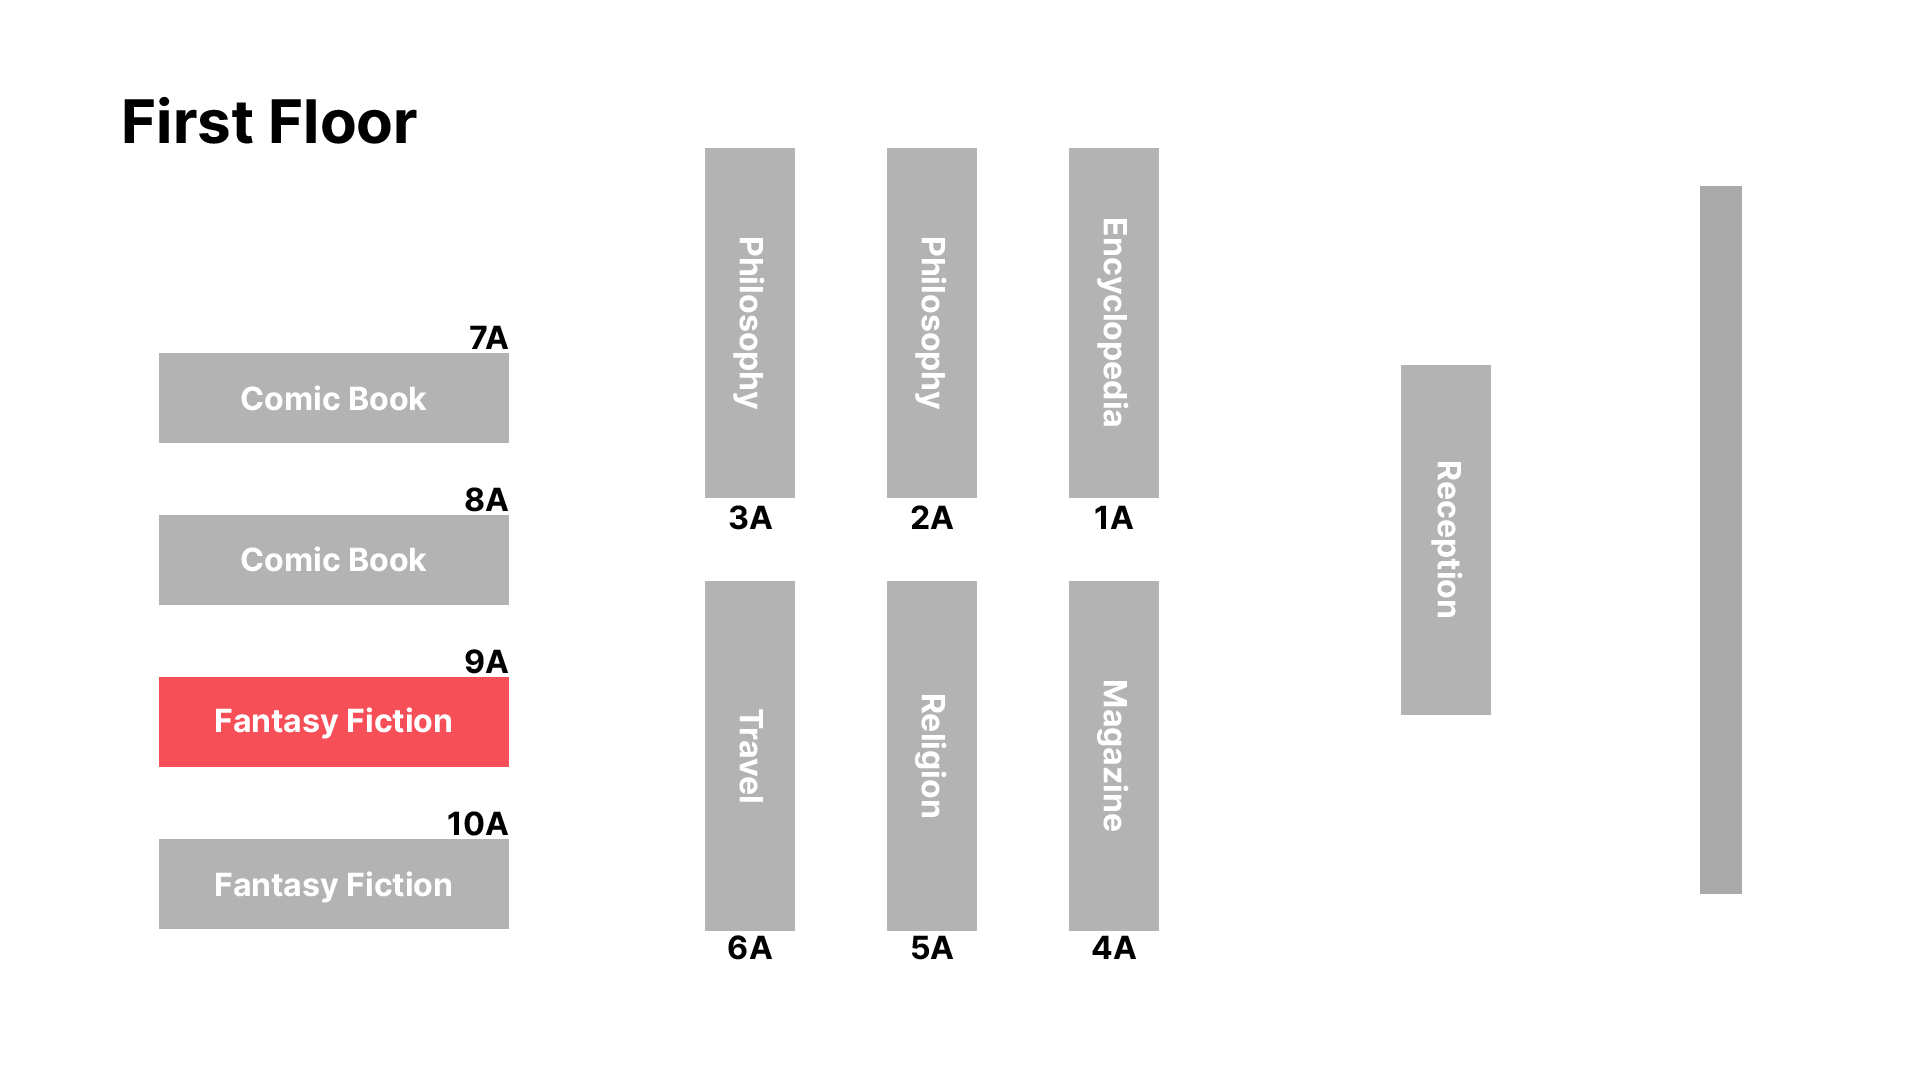 First Floor
7A
Comic Book
8A
Comic Book
9A
Fantasy Fiction
10A
Fantasy Fiction
Philosophy
3A
Philosophy
2A
Encyclopedia
1A
Travel
6A
Religion
5A
Magazine
4A
Reception